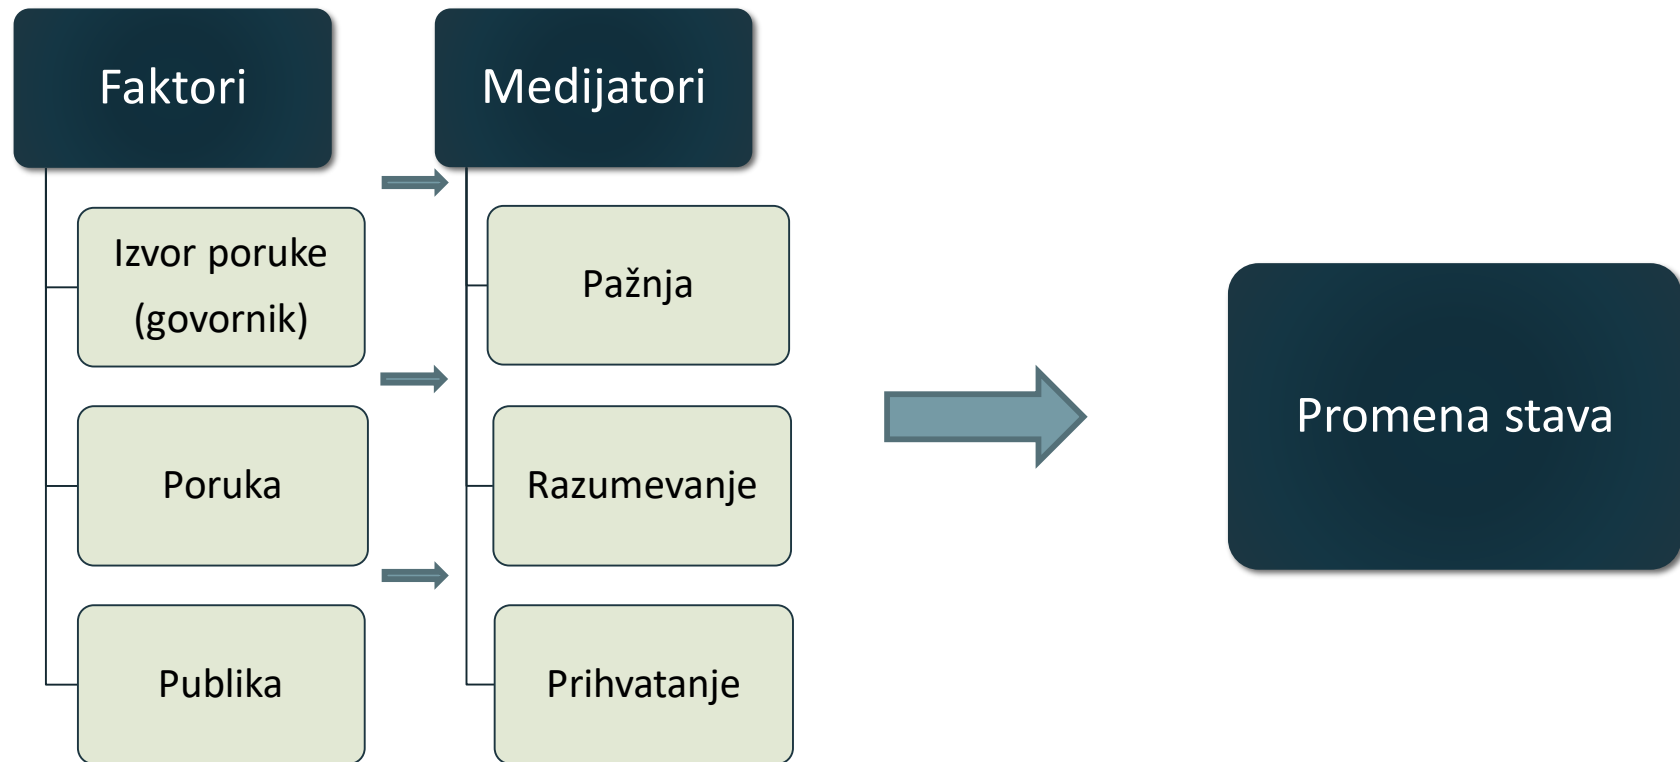 Faktori
Izvor poruke
(govornik)
Poruka
Publika
Medijatori
Pažnja
Razumevanje
Prihvatanje
Promena stava